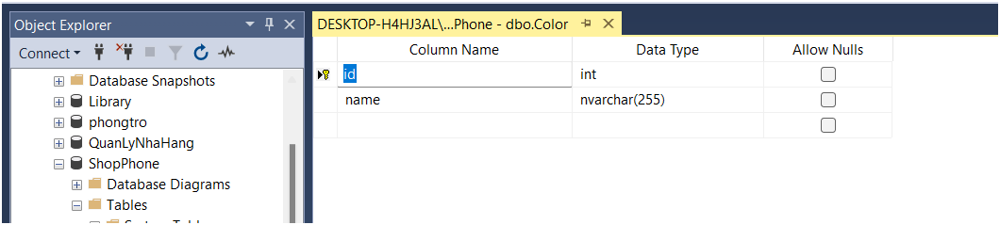 Object Explorer
Connect
Database Snapshots
Library
phongtro
QuanLyNhaHang
ShopPhone
Database Diagrams
Tables
DESKTOP-H4HJ3AL\...Phone - dbo.Color
Column Name Data Type Allow Nulls
id int
name nvarchar(255)